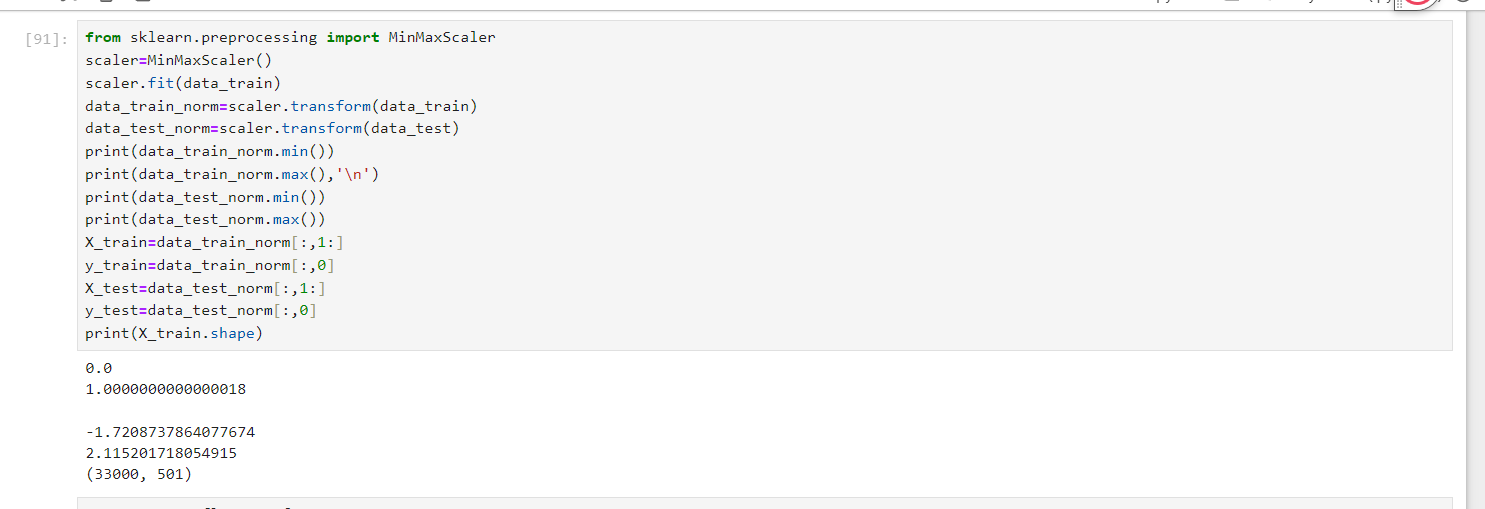 [91]:
from sklearn.preprocessing import MinMaxScaler
scaler=MinMaxScaler()
scaler.fit(data_train)
data_train_norm=scaler.transform(data_train)
data_test_norm=scaler.transform(data_test)
print(data_train_norm.min())
print(data_train_norm.max(),'\n')
print(data_test_norm.min())
print(data_test_norm.max())
X_train=data_train_norm[:,1:]
y_train=data_train_norm[:,0]
X_test=data_test_norm[:,1:]
y_test=data_test_norm[:,0]
print(X_train.shape)
0.0
1.0000000000000018
-1.7208737864077674
2.115201718054915
(33000, 501)